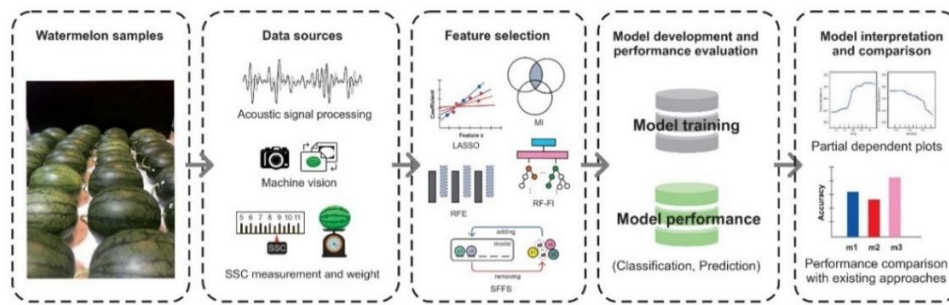 Watermelon samples
Data sources
Acoustic signal processing
Machine vision
5 6 7 8 9 10 11
SSC
SSC measurement and weight
Feature selection
Coefficient
Feature x
LASSO
MI
RFE
RF-FI
adding
model
removing
SFFS
Model development and
performance evaluation
Model training
Model performance
(Classification, Prediction)
Model interpretation
and comparison
Partial dependent plots
Accuracy
m1 m2 m3
Performance comparison
with existing approaches